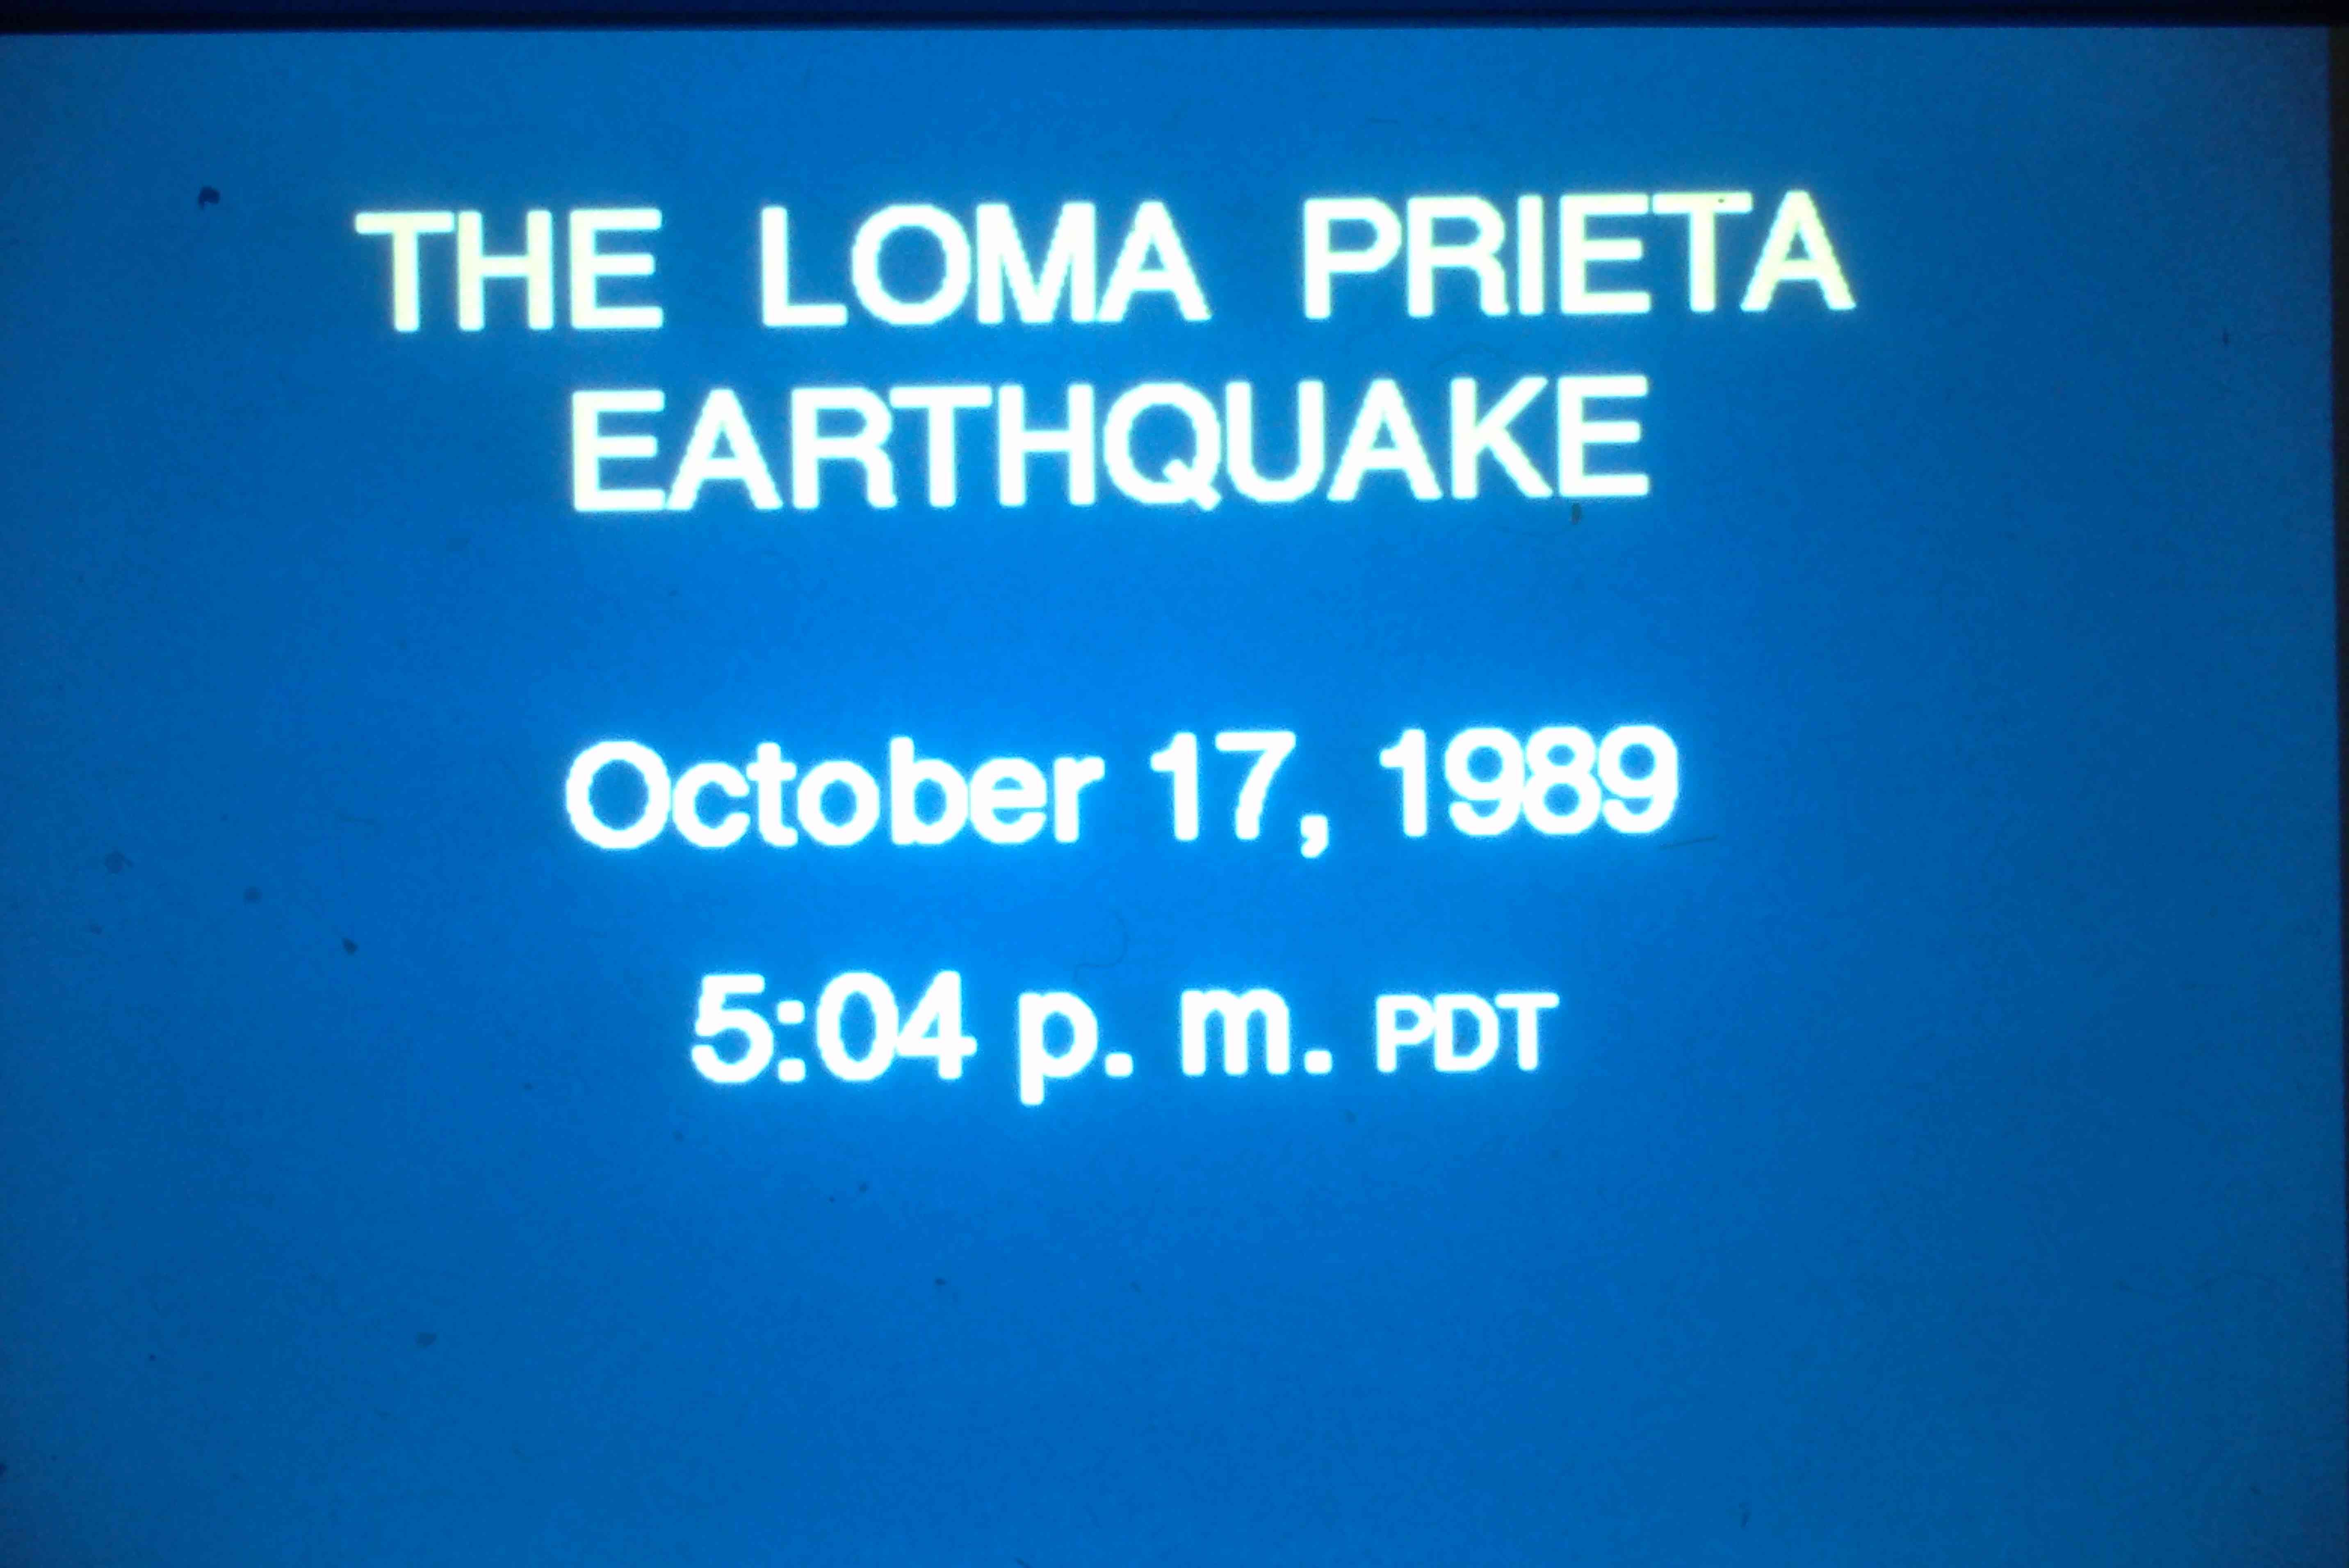 THE LOMA PRIETA
EARTHQUAKE
October 17, 1989
5:04 p. m. PDT